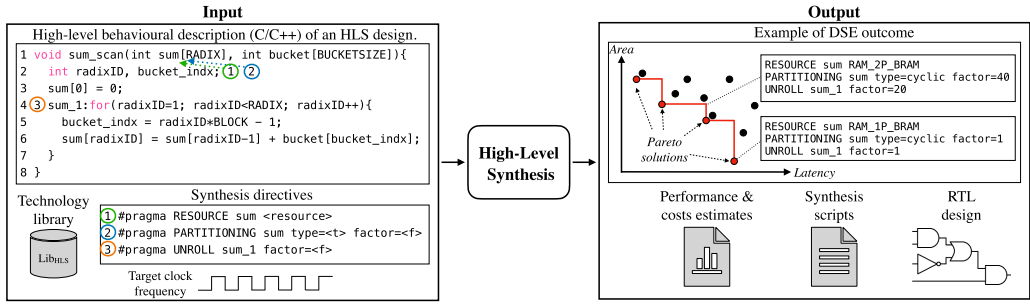 Input
High-level behavioural description (C/C++) of an HLS design.
1 void sum_scan(int sum[RADIX], int bucket[BUCKETSIZE]){
2 int radixID, bucket_indx; 1 2
3 sum[0] = 0;
4 3 sum_1:for(radixID=1; radixID<RADIX; radixID++){
5 bucket_indx = radixID*BLOCK - 1;
6 sum[radixID] = sum[radixID-1] + bucket[bucket_indx];
7 }
8 }
Technology
library
LibHLS
Synthesis directives
1 #pragma RESOURCE sum <resource>
2 #pragma PARTITIONING sum type=<t> factor=<f>
3 #pragma UNROLL sum_1 factor=<f>
Target clock
frequency
High-Level
Synthesis
Output
Example of DSE outcome
Area
Pareto
solutions
Latency
RESOURCE sum RAM_2P_BRAM
PARTITIONING sum type=cyclic factor=40
UNROLL sum_1 factor=20
RESOURCE sum RAM_1P_BRAM
PARTITIONING sum type=cyclic factor=1
UNROLL sum_1 factor=1
Performance &
costs estimates
Synthesis
scripts
RTL
design